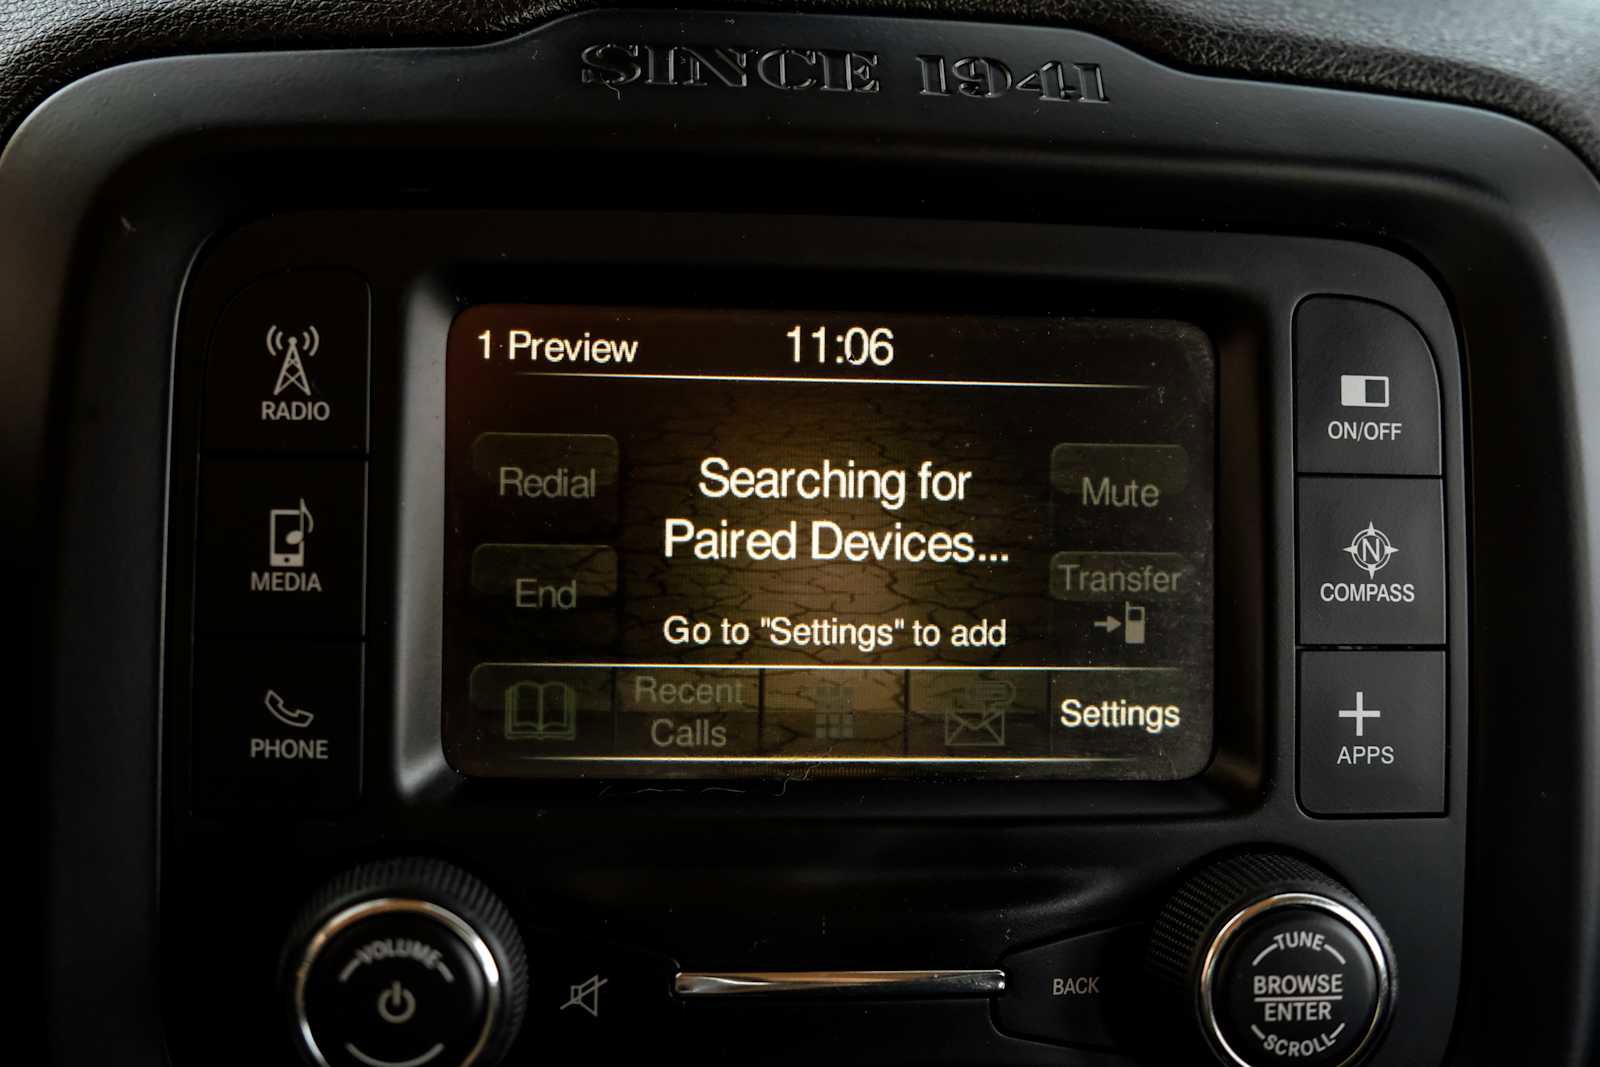 SINCE 1941
RADIO
MEDIA
PHONE
1 Preview
11:06
Redial
Searching for
Paired Devices...
Mute
End
Transfer
Go to "Settings" to add
Recent
Calls
Settings
ON/OFF
N
COMPASS
APPS
VOLUME
BACK
TUNE
BROWSE
ENTER
SCROLL